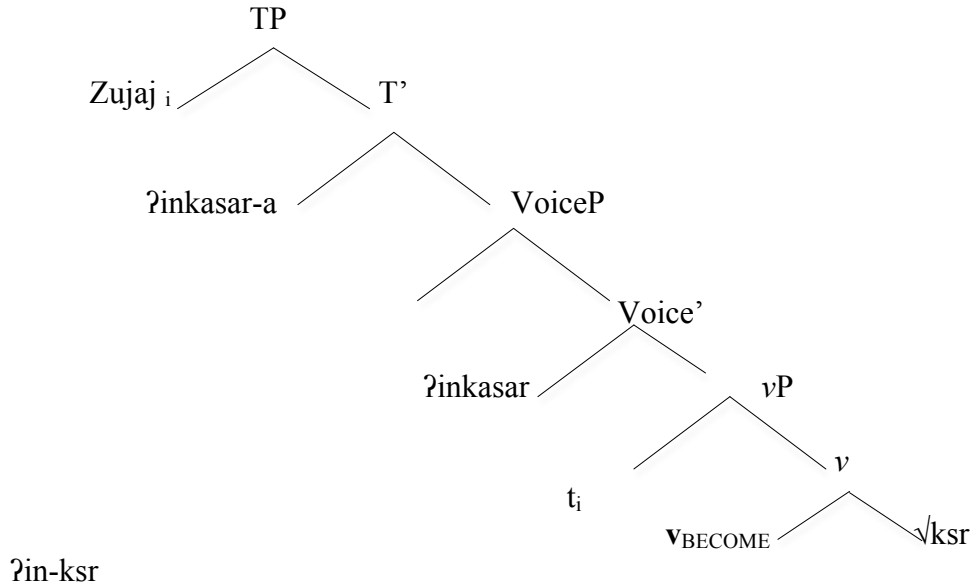 TP
Zujaj i T’
ʔinkasar-a VoiceP
Voice’
ʔinkasar vP
ti v
vBECOME √ksr
ʔin-ksr